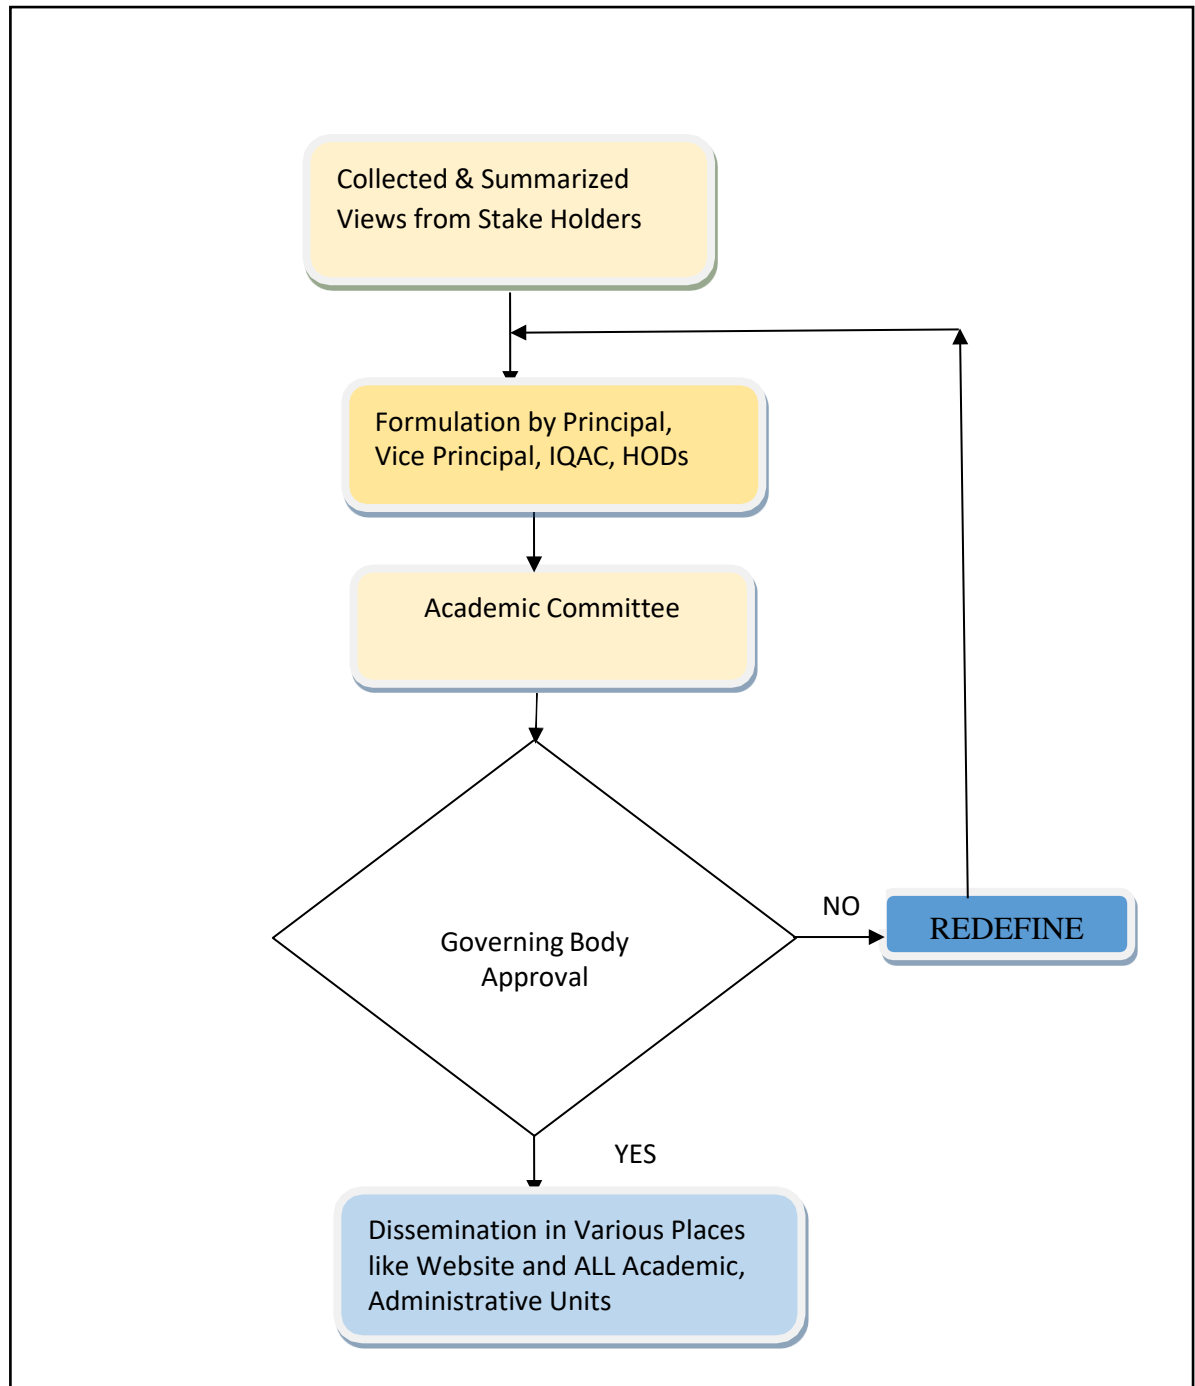 Collected & Summarized
Views from Stake Holders
Formulation by Principal,
Vice Principal, IQAC, HODs
Academic Committee
Governing Body
Approval
NO
REDEFINE
YES
Dissemination in Various Places
like Website and ALL Academic,
Administrative Units